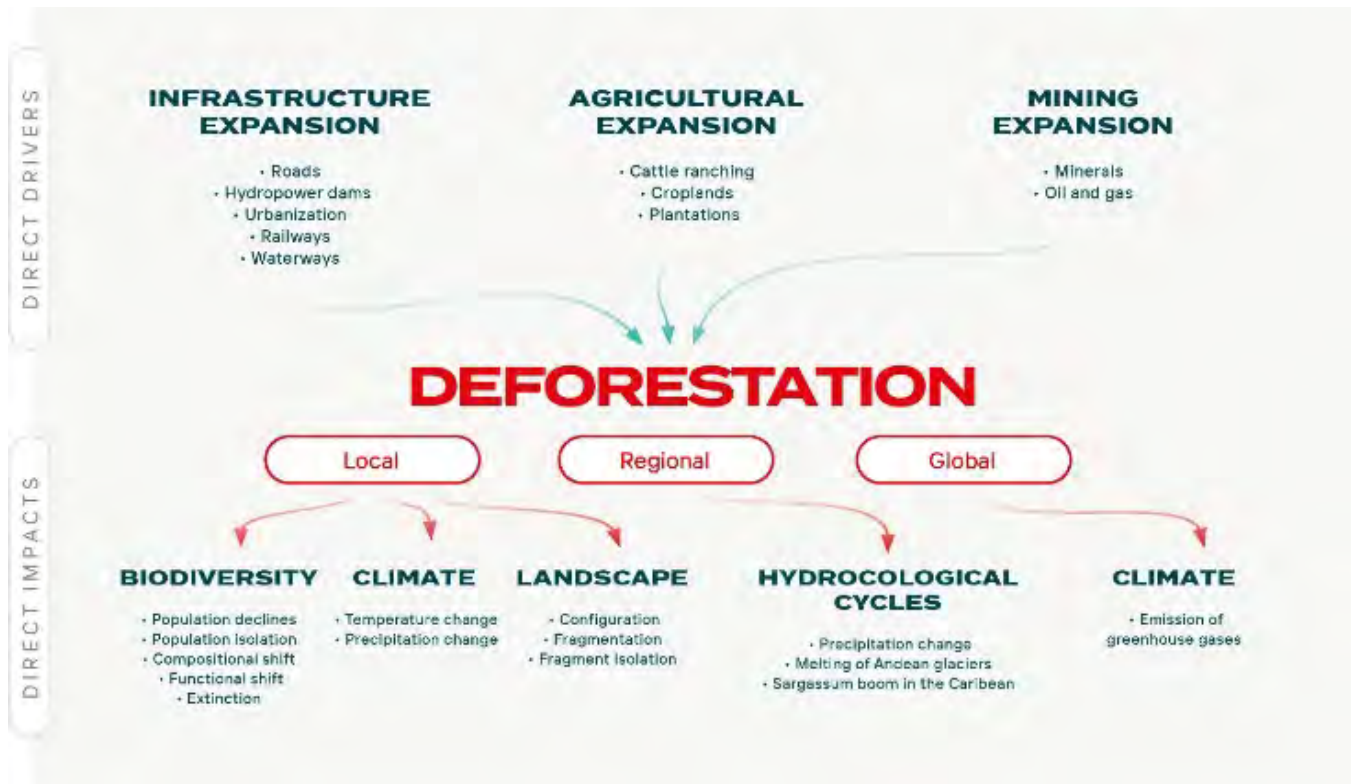 DIRECT DRIVERS
INFRASTRUCTURE
EXPANSION
• Roads
• Hydropower dams
• Urbanization
• Railways
• Waterways
AGRICULTURAL
EXPANSION
• Cattle ranching
• Croplands
• Plantations
MINING
EXPANSION
• Minerals
• Oil and gas
DEFORESTATION
Local
Regional
Global
DIRECT IMPACTS
BIODIVERSITY
• Population declines
• Population isolation
• Compositional shift
• Functional shift
• Extinction
CLIMATE
• Temperature change
• Precipitation change
LANDSCAPE
• Configuration
• Fragmentation
• Fragment isolation
HYDROCOLOGICAL
CYCLES
• Precipitation change
• Melting of Andean glaciers
• Sargassum boom in the Caribbean
CLIMATE
• Emission of
greenhouse gases